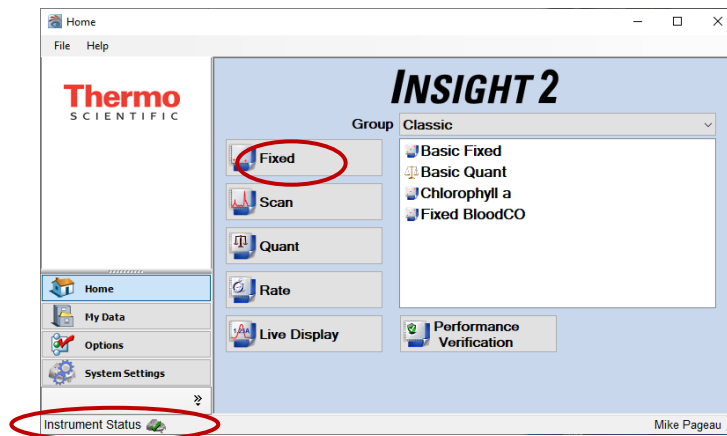 Home
File Help
Thermo
SCIENTIFIC
INSIGHT 2
Group Classic
Fixed
Scan
Quant
Rate
Live Display
Basic Fixed
Basic Quant
Chlorophyll a
Fixed BloodCO
Performance
Verification
Home
My Data
Options
System Settings
Instrument Status
Mike Pageau